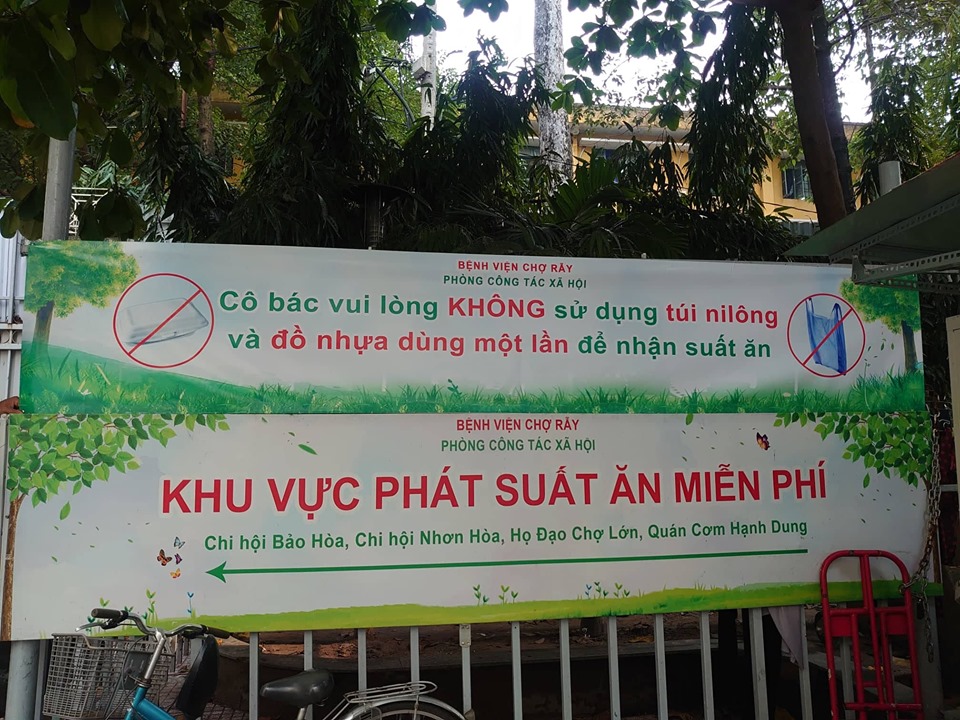 BỆNH VIỆN CHỢ RẪY
PHÒNG CÔNG TÁC XÃ HỘI
Cô bác vui lòng KHÔNG sử dụng túi nilông
và đồ nhựa dùng một lần để nhận suất ăn
BỆNH VIỆN CHỢ RẪY
PHÒNG CÔNG TÁC XÃ HỘI
KHU VỰC PHÁT SUẤT ĂN MIỄN PHÍ
Chi hội Bảo Hòa, Chi hội Nhơn Hòa, Họ Đạo Chợ Lớn, Quán Cơm Hạnh Dung